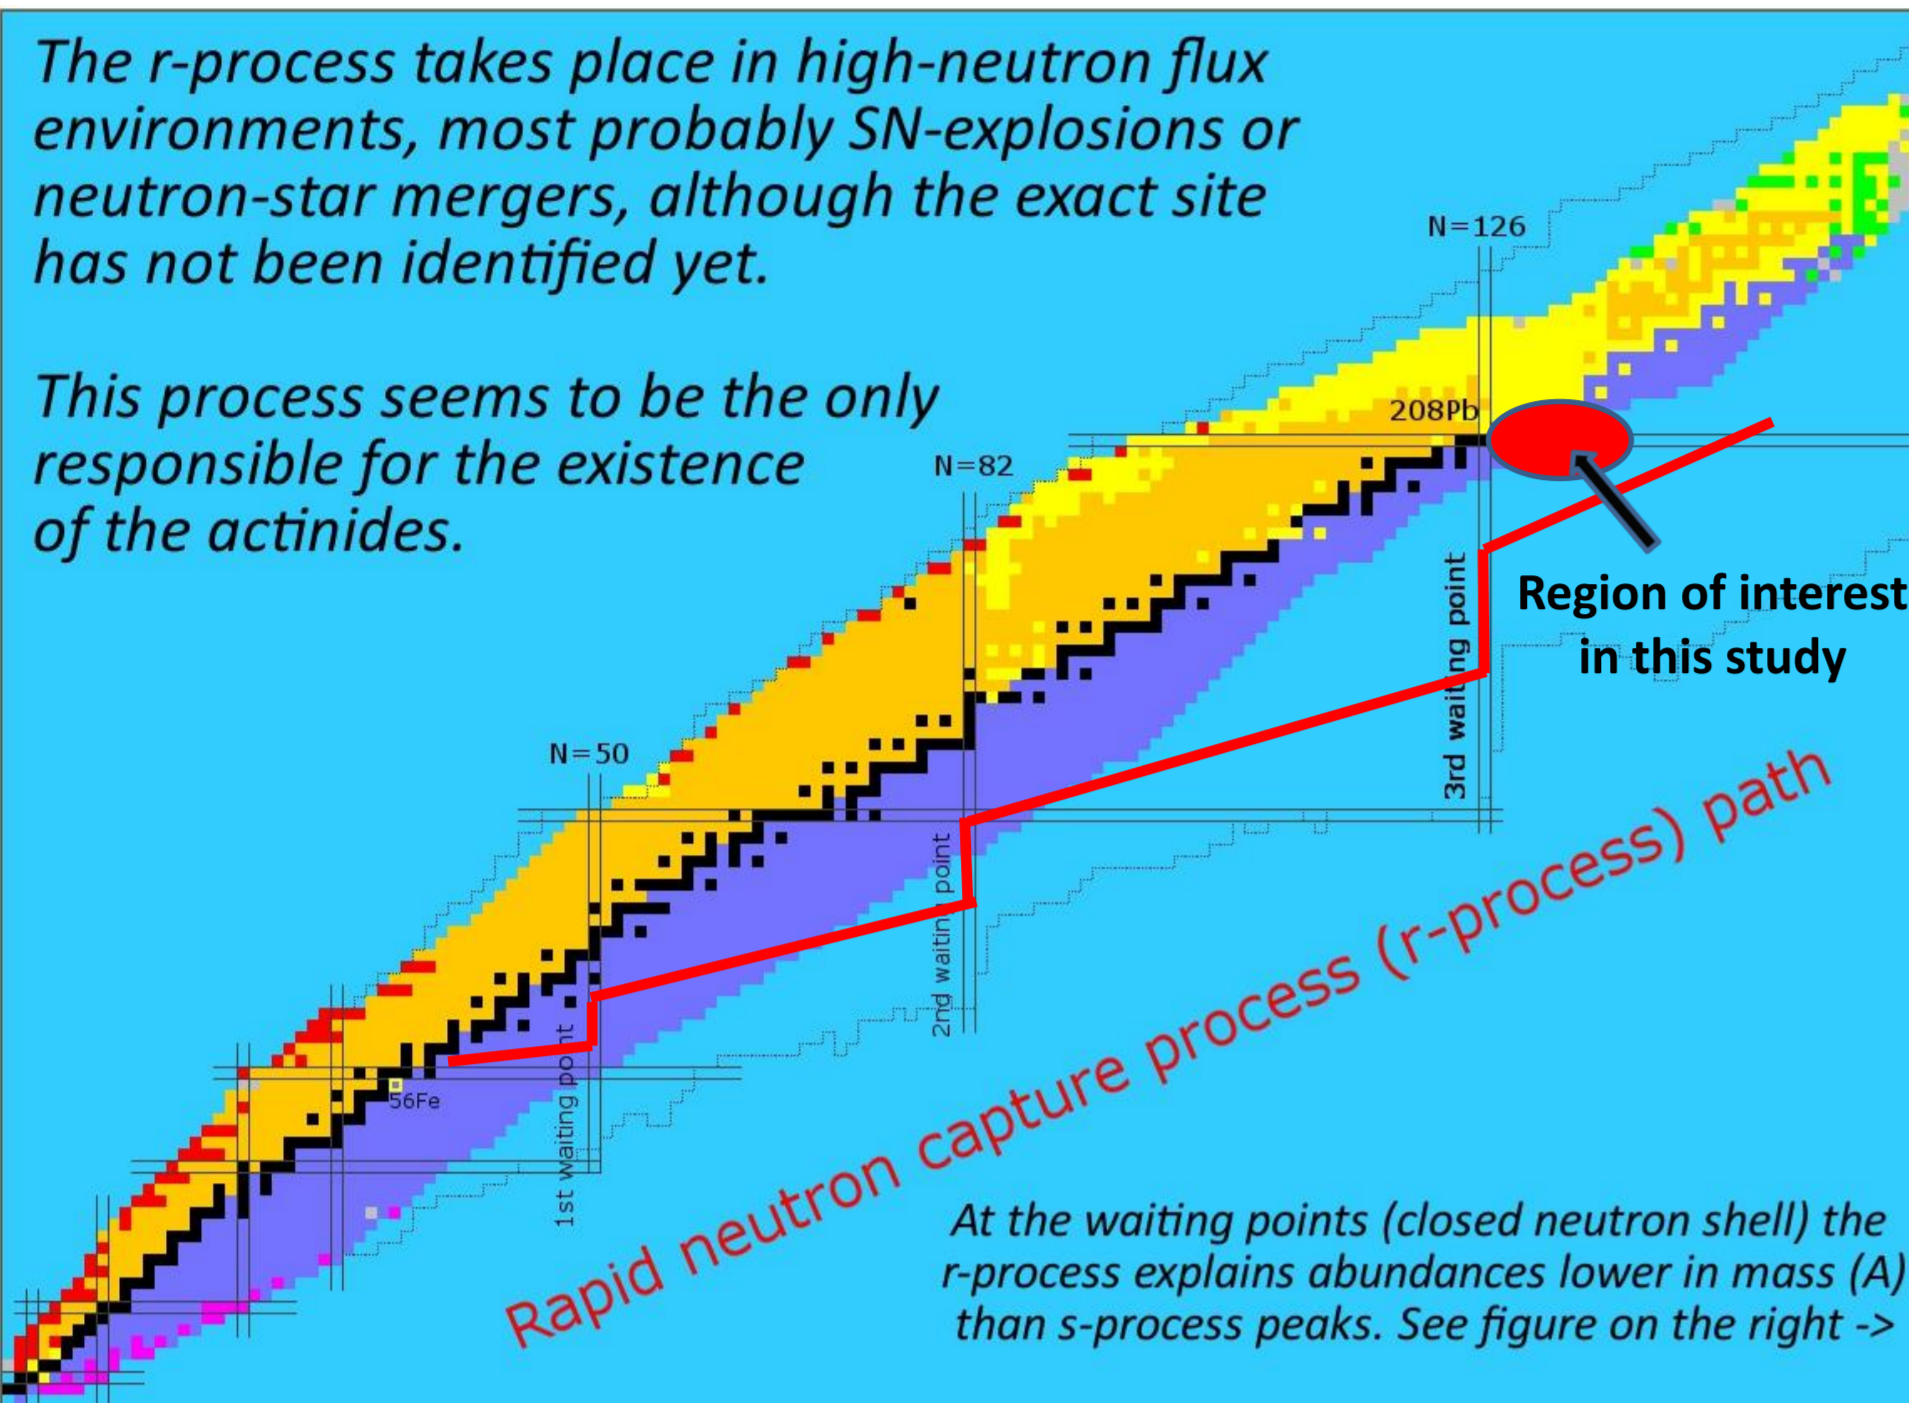 The r-process takes place in high-neutron flux
environments, most probably SN-explosions or
neutron-star mergers, although the exact site
has not been identified yet.
This process seems to be the only
responsible for the existence
of the actinides.
N=126
208Pb
N=82
3rd waiting point
Region of interest
in this study
N=50
2nd waiting point
56Fe
1st waiting point
Rapid neutron capture process (r-process) path
At the waiting points (closed neutron shell) the
r-process explains abundances lower in mass (A)
than s-process peaks. See figure on the right ->